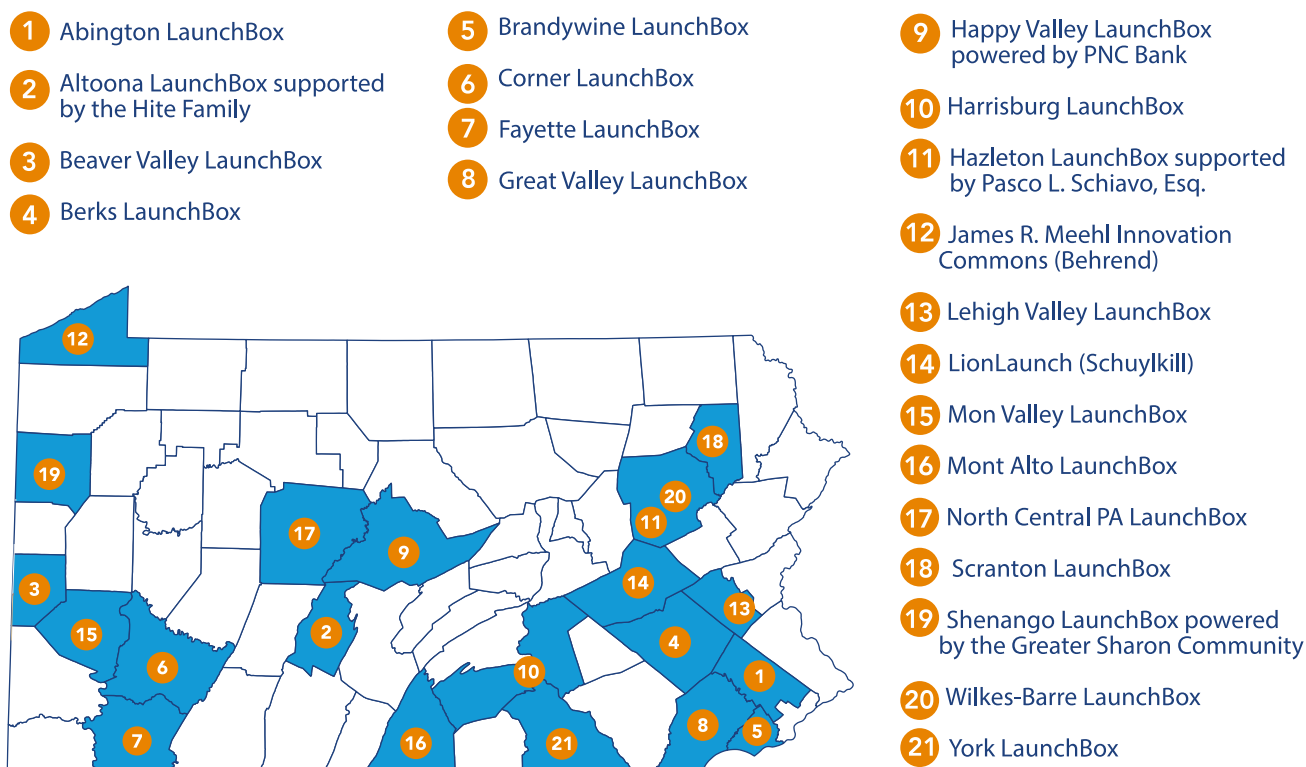 1 Abington LaunchBox
2 Altoona LaunchBox supported
by the Hite Family
3 Beaver Valley LaunchBox
4 Berks LaunchBox
5 Brandywine LaunchBox
6 Corner LaunchBox
7 Fayette LaunchBox
8 Great Valley LaunchBox
9 Happy Valley LaunchBox
powered by PNC Bank
10 Harrisburg LaunchBox
11 Hazleton LaunchBox supported
by Pasco L. Schiavo, Esq.
12 James R. Meehl Innovation
Commons (Behrend)
13 Lehigh Valley LaunchBox
14 LionLaunch (Schuylkill)
15 Mon Valley LaunchBox
16 Mont Alto LaunchBox
17 North Central PA LaunchBox
18 Scranton LaunchBox
19 Shenango LaunchBox powered
by the Greater Sharon Community
20 Wilkes-Barre LaunchBox
21 York LaunchBox
12
18
19
20
11
17
9
3
14
13
15
2
4
6
10
1
8
5
7
16
21